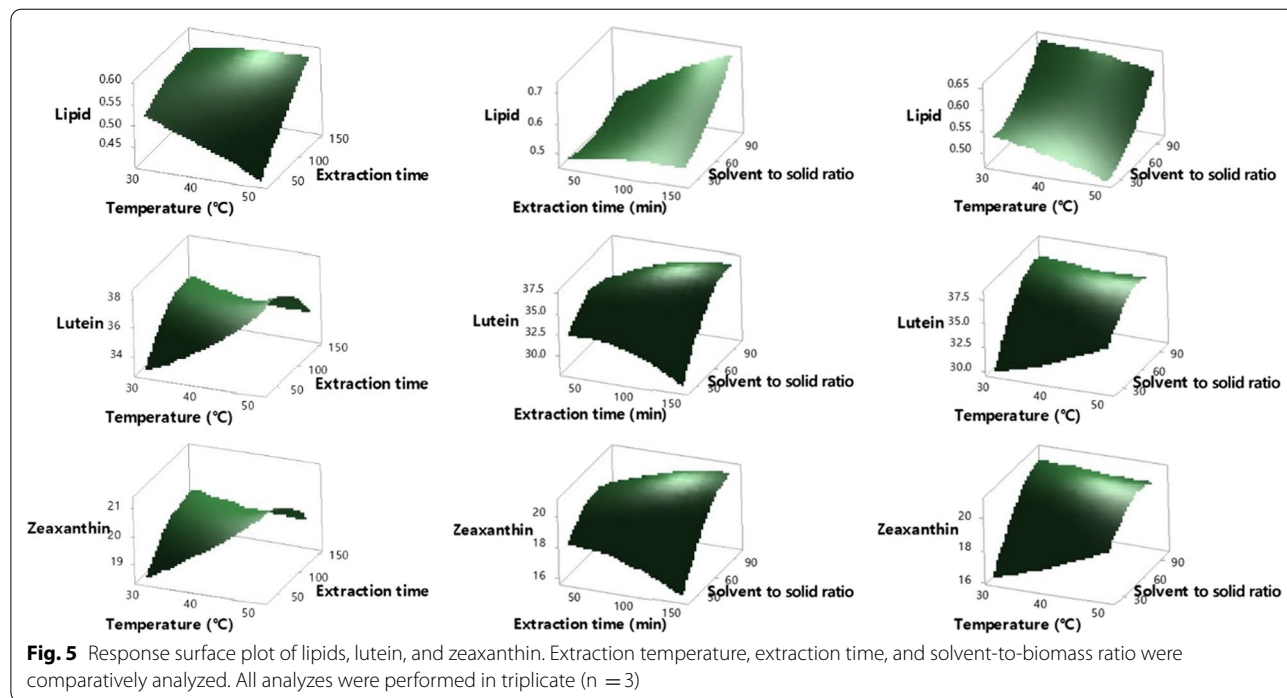 0.60
0.55
Lipid
0.50
0.45
30
40
50
Temperature (°C)
50
100
150
Extraction time
0.7
Lipid
0.6
0.5
50
100
150
Extraction time (min)
30
60
90
Solvent to solid ratio
0.65
0.60
Lipid
0.55
0.50
30
40
50
Temperature (°C)
30
60
90
Solvent to solid ratio
38
36
Lutein
34
30
40
50
Temperature (°C)
50
100
150
Extraction time
37.5
35.0
Lutein
32.5
30.0
50
100
150
Extraction time (min)
30
60
90
Solvent to solid ratio
37.5
35.0
Lutein
32.5
30.0
30
40
50
Temperature (°C)
30
60
90
Solvent to solid ratio
21
20
Zeaxanthin
19
30
40
50
Temperature (°C)
50
100
150
Extraction time
20
Zeaxanthin
18
16
50
100
150
Extraction time (min)
30
60
90
Solvent to solid ratio
20
Zeaxanthin
18
16
30
40
50
Temperature (°C)
30
60
90
Solvent to solid ratio
Fig. 5 Response surface plot of lipids, lutein, and zeaxanthin. Extraction temperature, extraction time, and solvent-to-biomass ratio were
comparatively analyzed. All analyzes were performed in triplicate (n = 3)